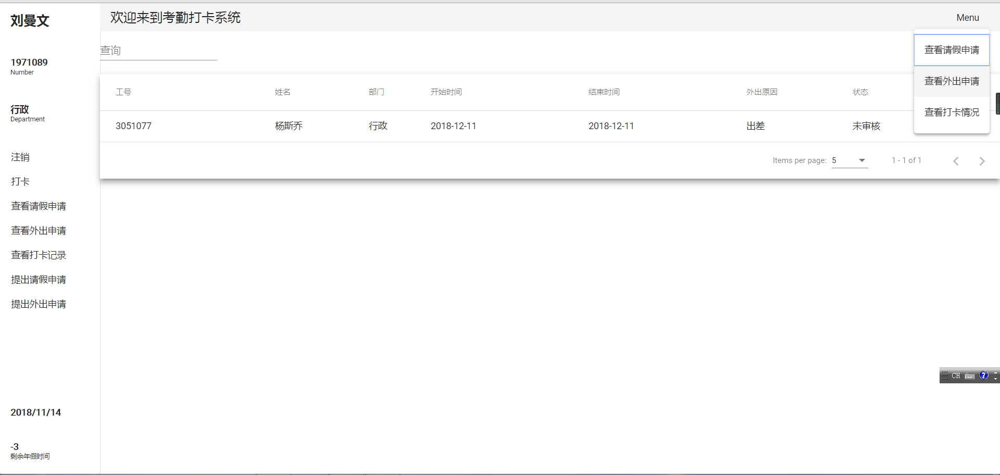 刘曼文
1971089
Number
行政
Department
注销
打卡
查看请假申请
查看外出申请
查看打卡记录
提出请假申请
提出外出申请
2018/11/14
-3
剩余年假时间
欢迎来到考勤打卡系统
Menu
查询
查看请假申请
查看外出申请
查看打卡情况
工号 姓名 部门 开始时间 结束时间 外出原因 状态
3051077 杨斯乔 行政 2018-12-11 2018-12-11 出差 未审核
Items per page: 5 1 - 1 of 1
CH